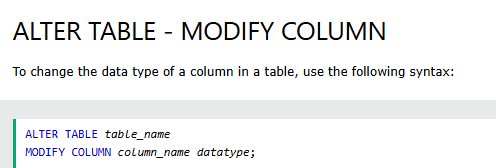 ALTER TABLE - MODIFY COLUMN
To change the data type of a column in a table, use the following syntax:
ALTER TABLE table_name
MODIFY COLUMN column_name datatype;